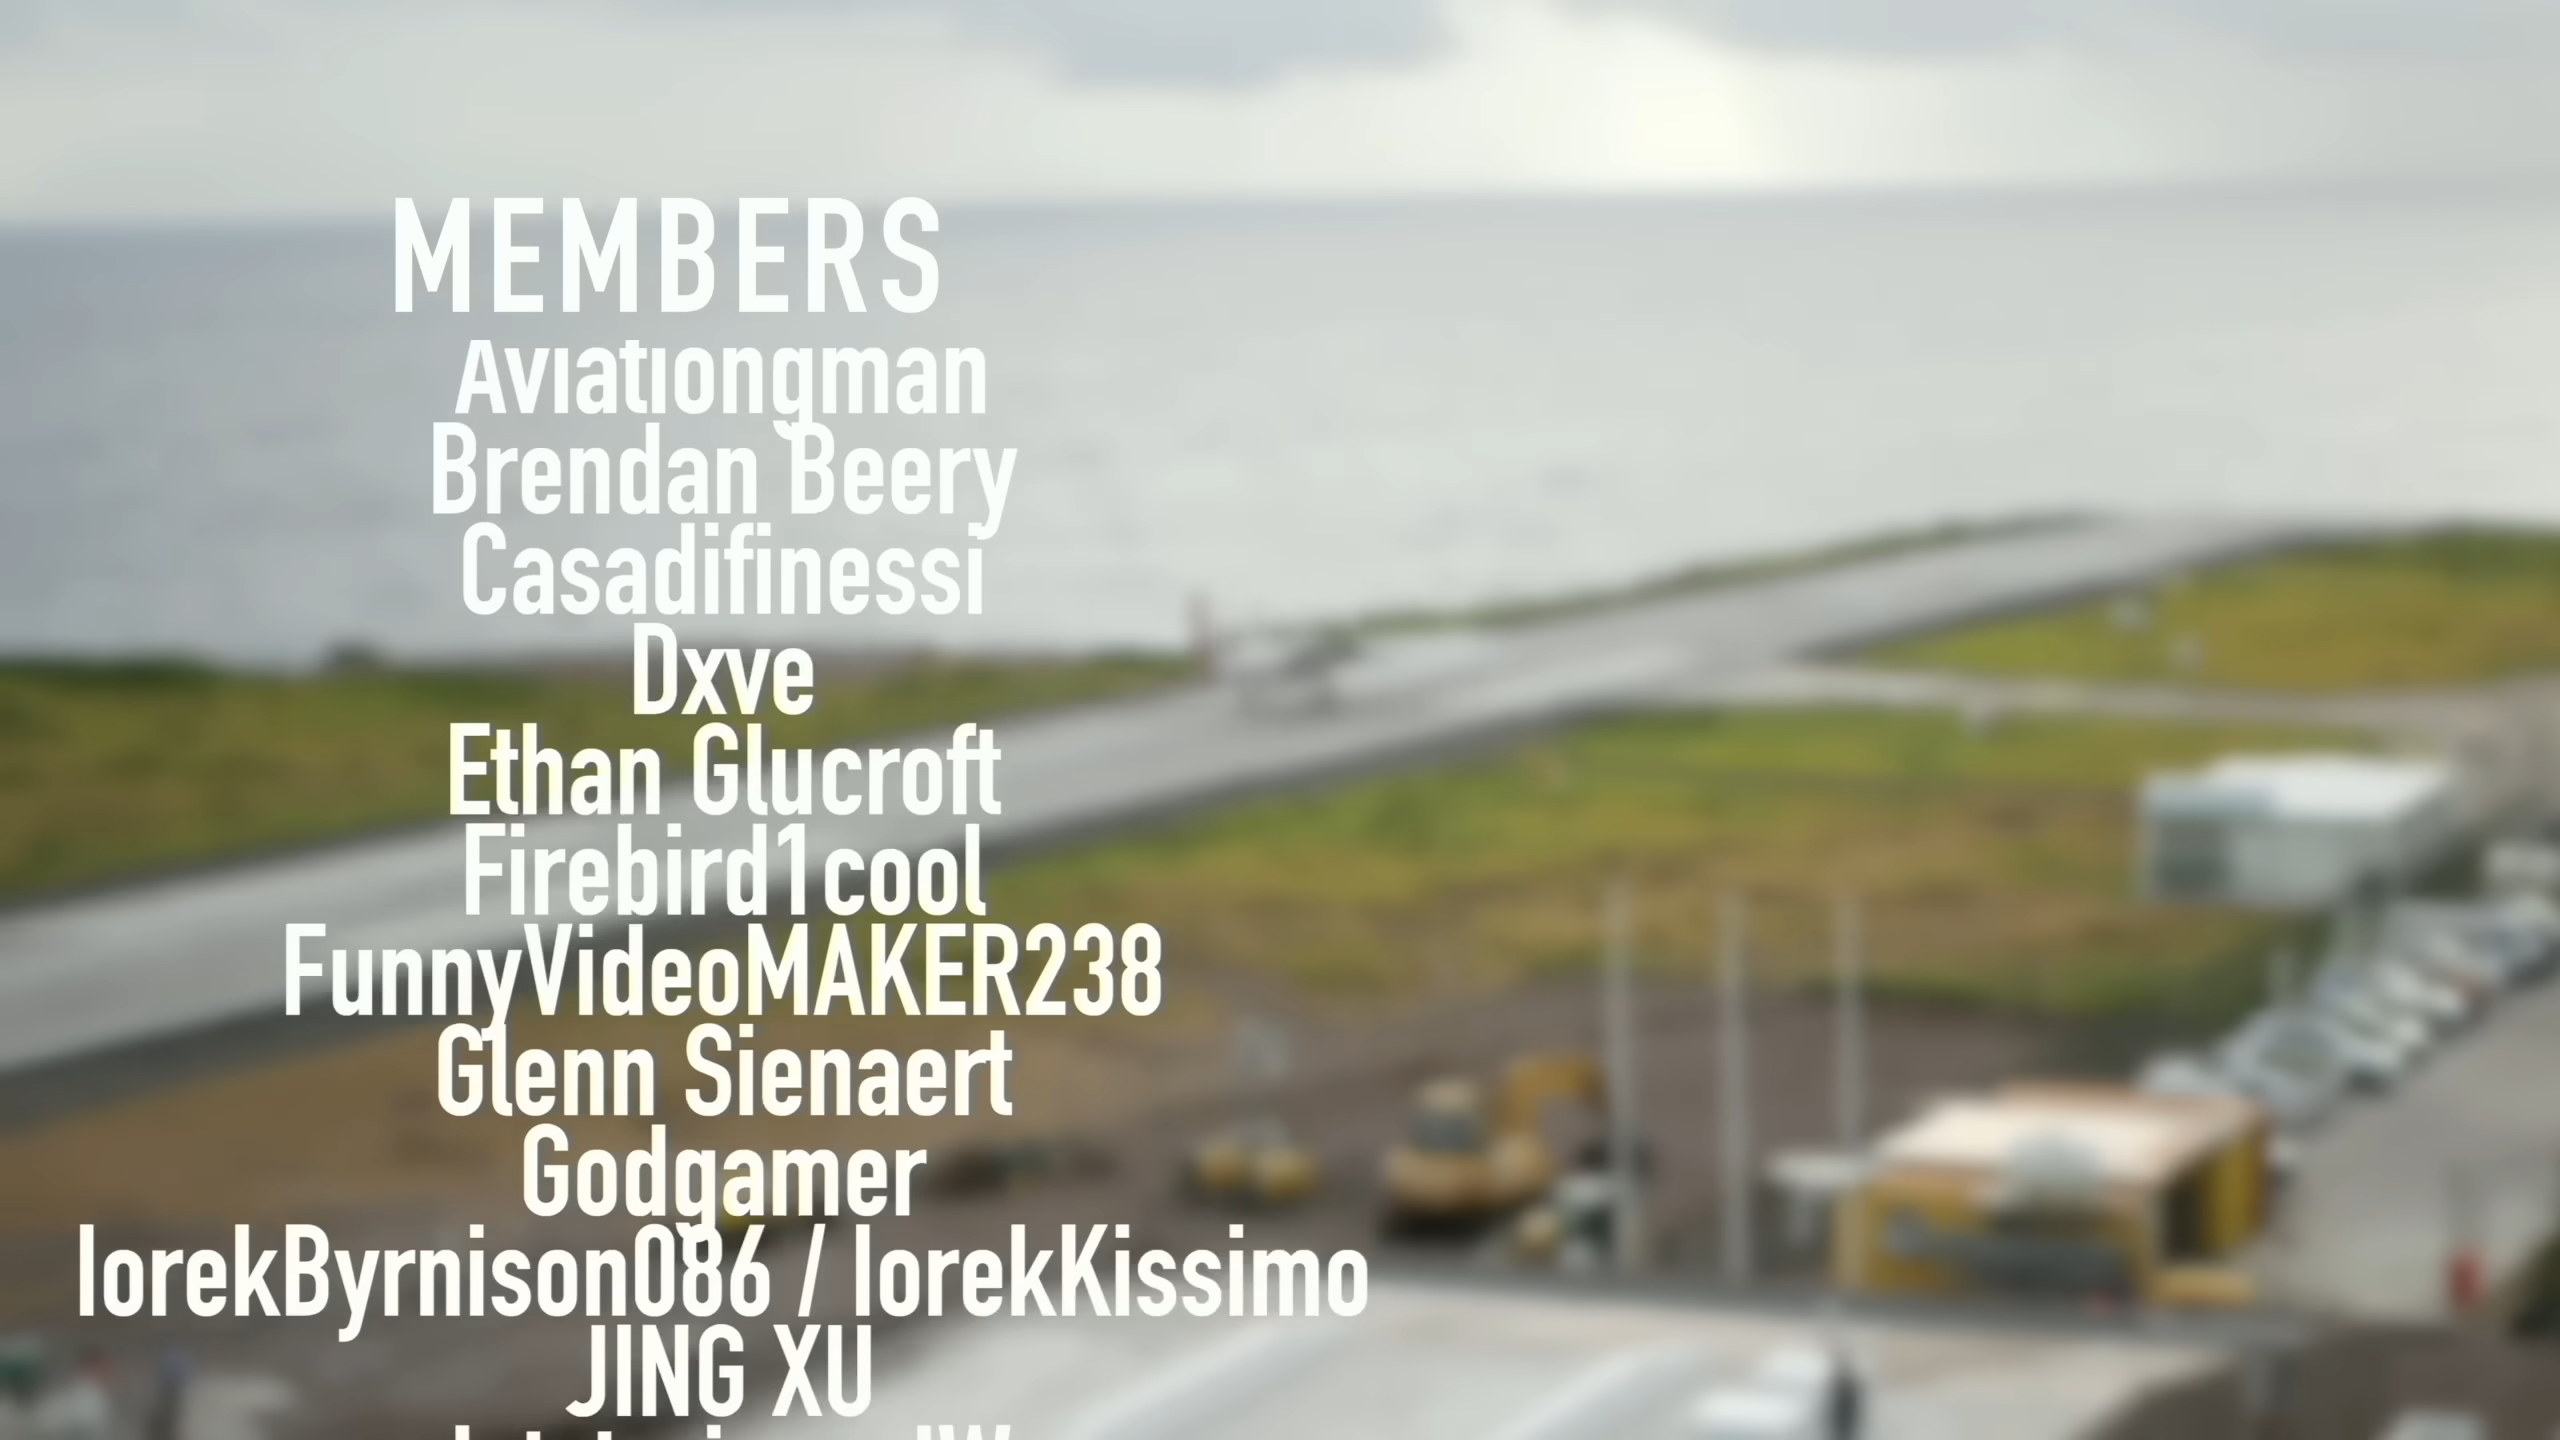 MEMBERS
Aviationgman
Brendan Beery
Casadifinessi
Dxve
Ethan Glucroft
Firebird1cool
FunnyVideoMAKER238
Glenn Sienaert
Godgamer
IorekByrnison086 / IorekKissimo
JING XU